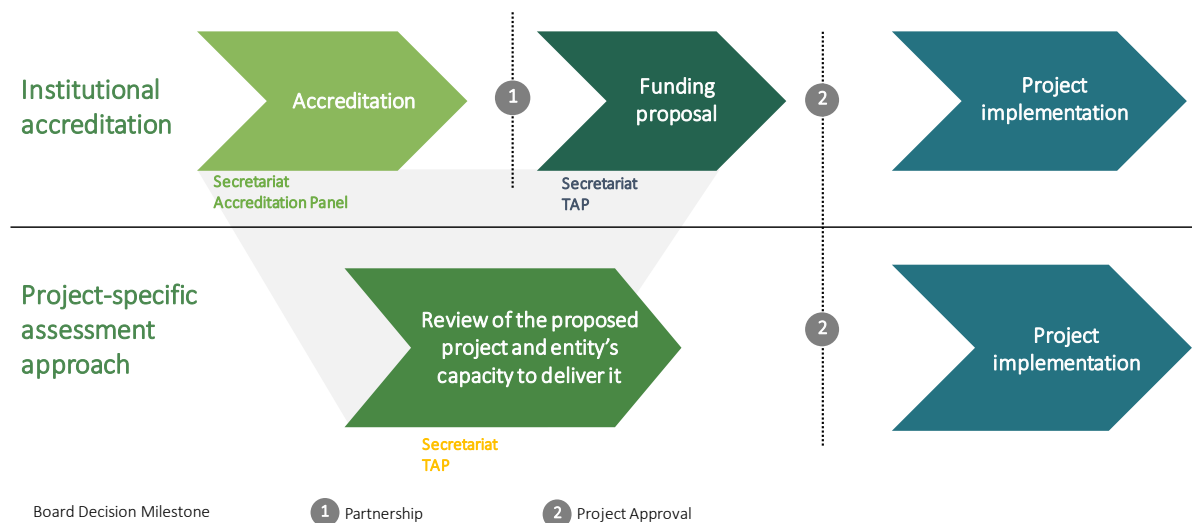 Institutional
accreditation
Accreditation
1
Funding
proposal
2
Project
implementation
Secretariat
Accreditation Panel
Secretariat
TAP
Project-specific
assessment
approach
Review of the proposed
project and entity's
capacity to deliver it
2
Project
implementation
Secretariat
TAP
Board Decision Milestone
1 Partnership
2 Project Approval